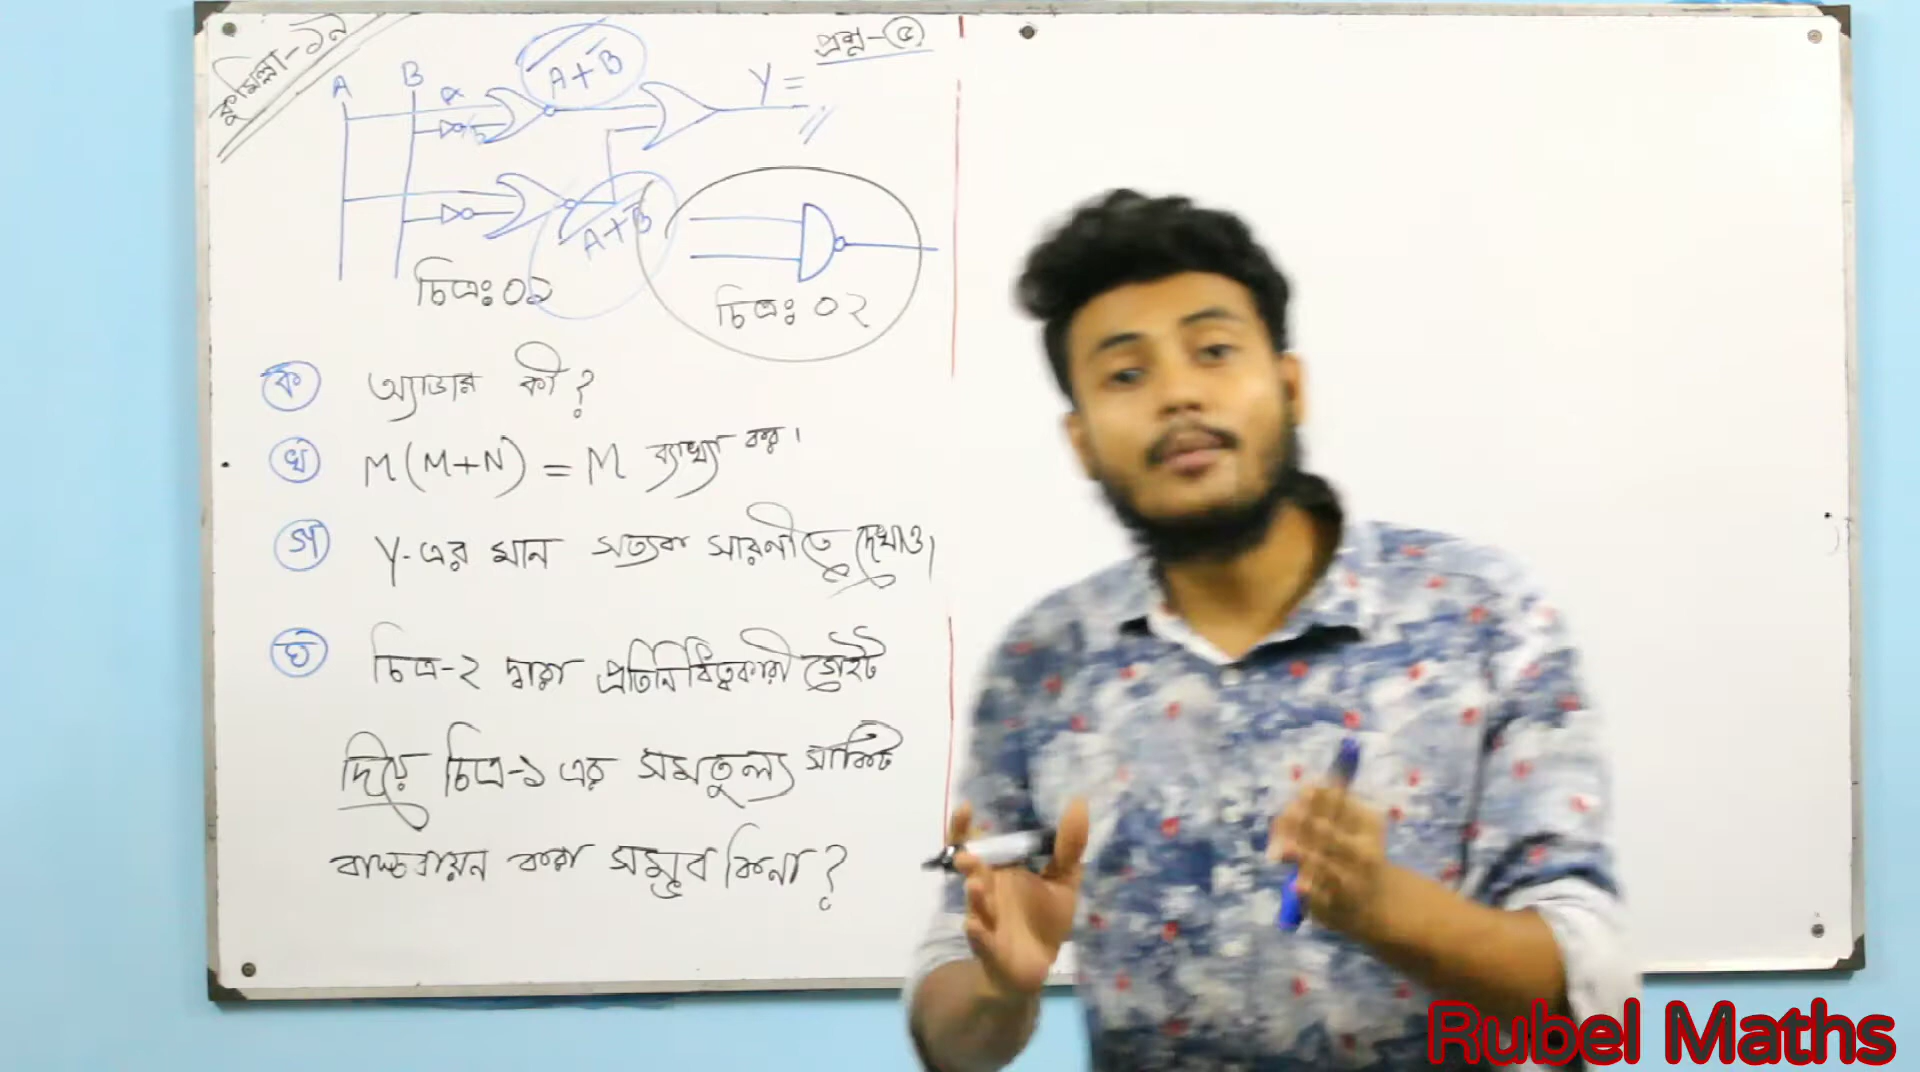 কুমিল্লা-১৯
প্রশ্ন-৫
A B
A+B̅
Y =
A+B̅
চিত্রঃ ০১
চিত্রঃ ০২
ক অ্যাডার কী?
খ M(M+N) = M ব্যাখ্যা কর।
গ Y-এর মান সত্যক সারণীতে দেখাও।
ঘ চিত্র-২ দ্বারা প্রতিনিধিত্বকারী গেইট
দিয়ে চিত্র-১ এর সমতুল্য সার্কিট
বাস্তবায়ন করা সম্ভব কিনা?
Rubel Maths